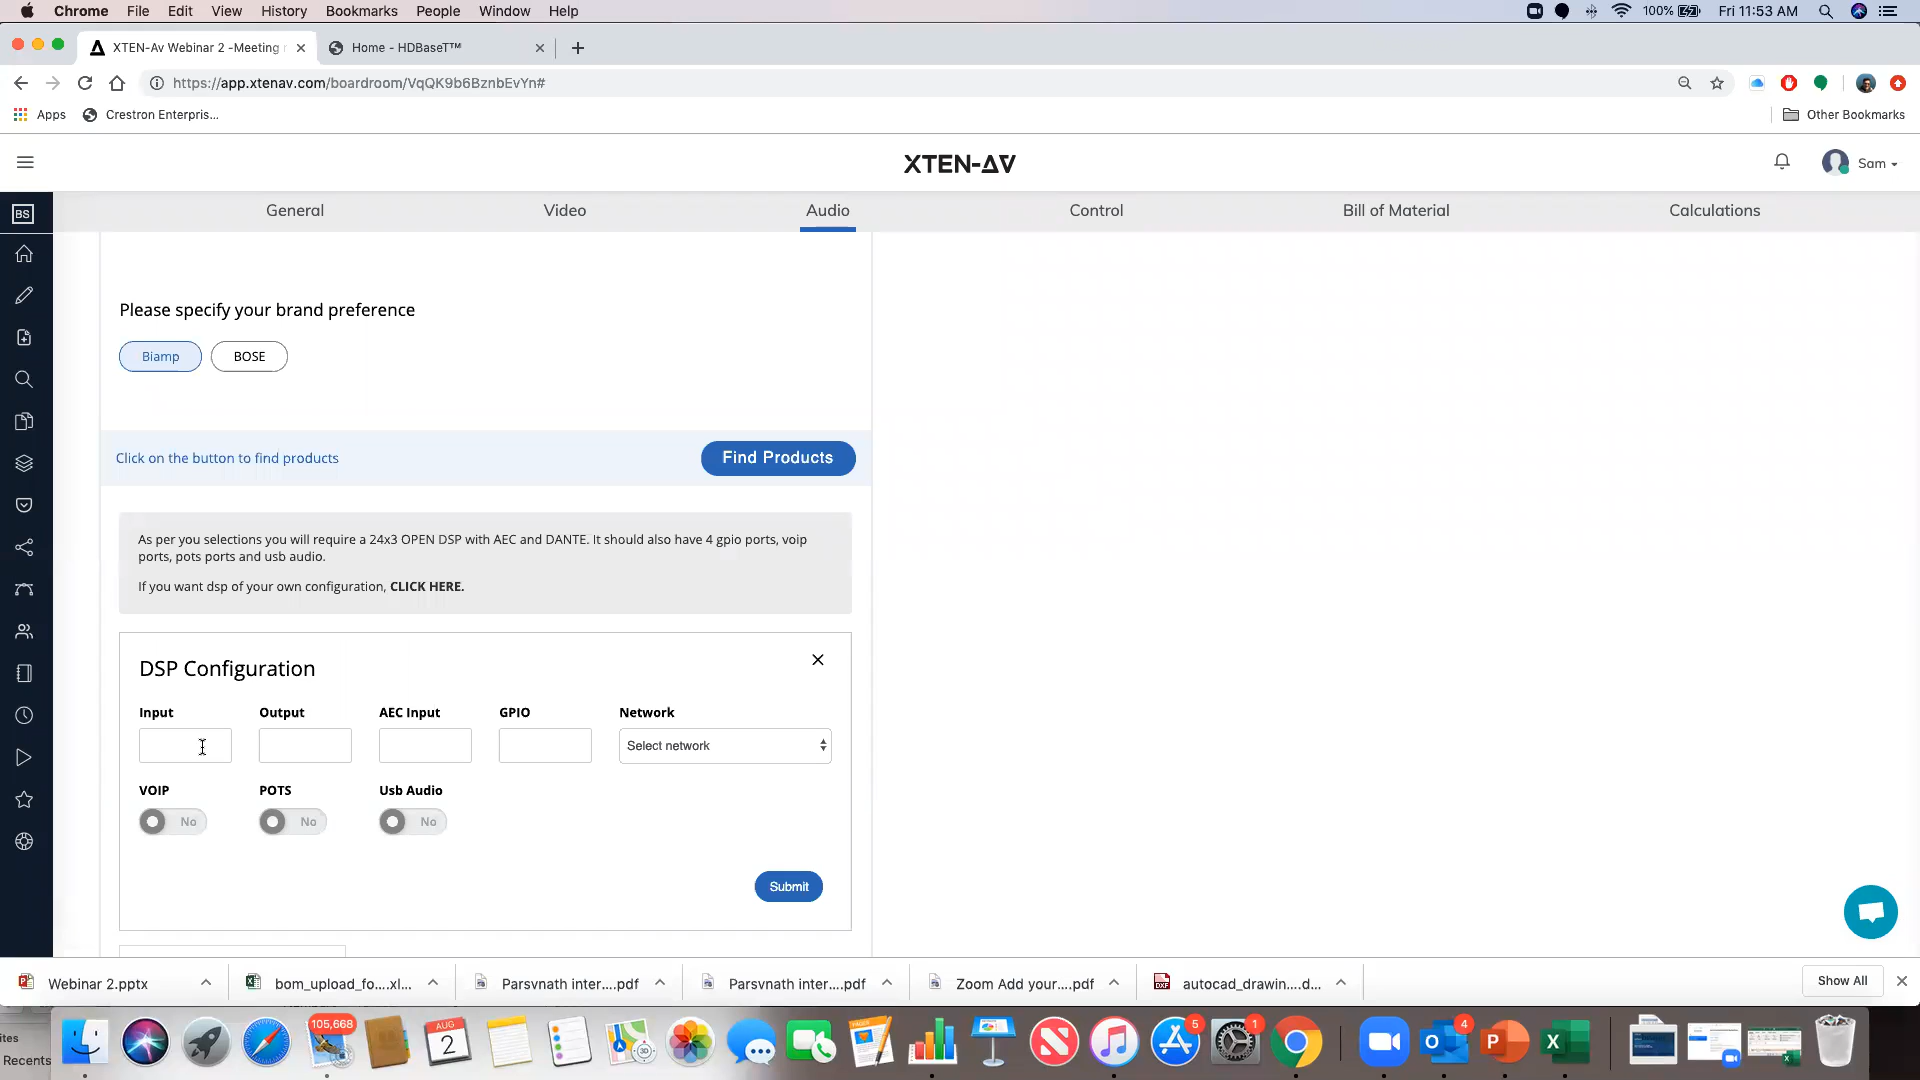 Chrome File Edit View History Bookmarks People Window Help 100% Fri 11:53 AM
XTEN-Av Webinar 2 -Meeting Home - HDBaseT™
https://app.xtenav.com/boardroom/VqQK9b6BznbEvYn#
Apps Crestron Enterpris... Other Bookmarks
XTEN-AV Sam
BS General Video Audio Control Bill of Material Calculations
Please specify your brand preference
Biamp BOSE
Click on the button to find products Find Products
As per you selections you will require a 24x3 OPEN DSP with AEC and DANTE. It should also have 4 gpio ports, voip
ports, pots ports and usb audio.
If you want dsp of your own configuration, CLICK HERE.
DSP Configuration
Input Output AEC Input GPIO Network
Select network
VOIP POTS Usb Audio
No No No
Submit
Webinar 2.pptx bom_upload_fo....xl... Parsvnath inter....pdf Parsvnath inter....pdf Zoom Add your....pdf autocad_drawin....d... Show All
105,668 AUG 2 5 1 4
ites
Recents